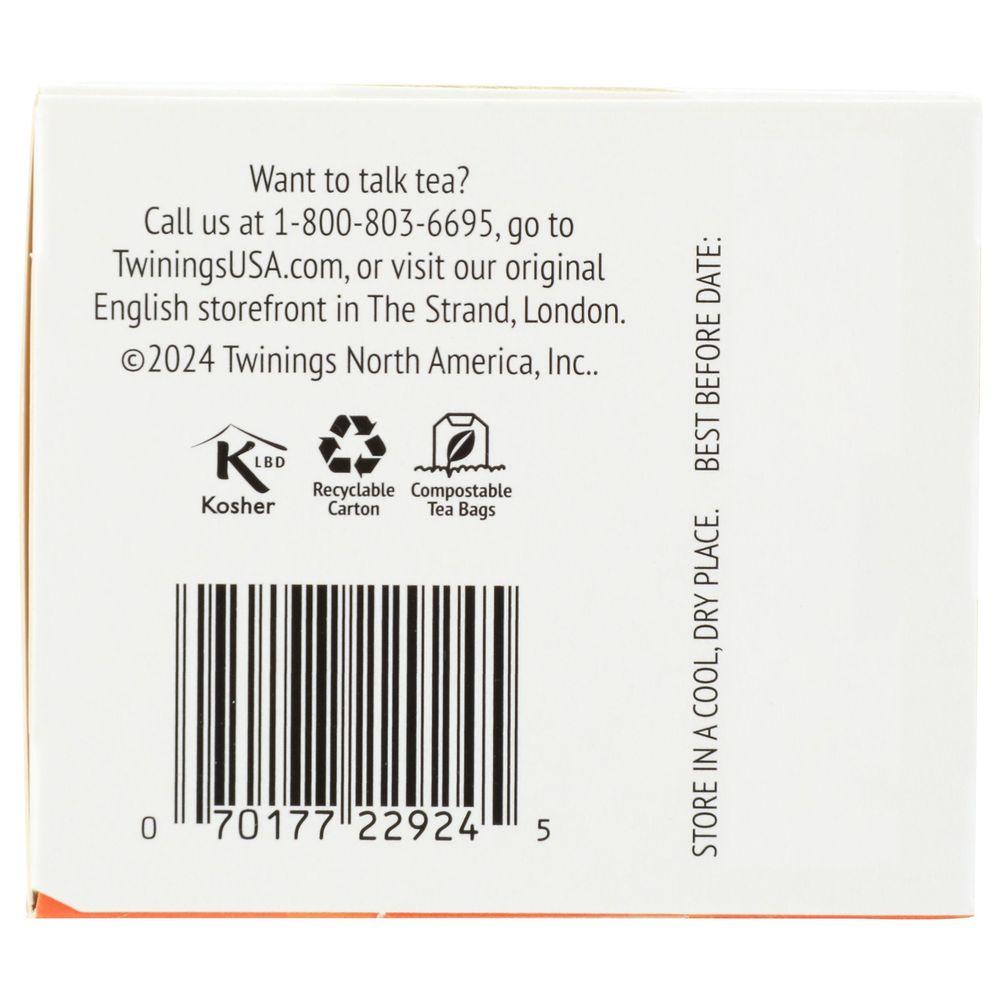 Want to talk tea?
Call us at 1-800-803-6695, go to
TwiningsUSA.com, or visit our original
English storefront in The Strand, London.
©2024 Twinings North America, Inc..
K LBD
Kosher
Recyclable
Carton
Compostable
Tea Bags
0 70177 22924 5
STORE IN A COOL, DRY PLACE. BEST BEFORE DATE: